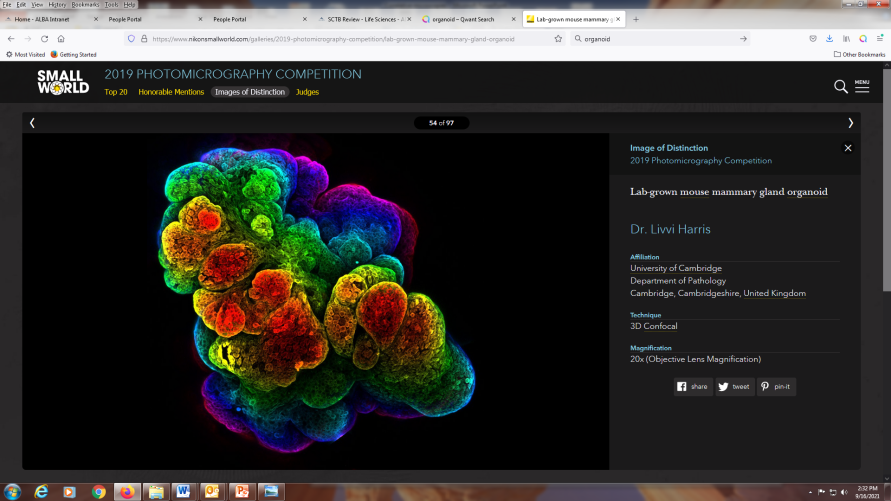 File Edit View History Bookmarks Tools Help
Home - ALBA Intranet
People Portal
People Portal
SCTB Review - Life Sciences - A
organoid – Qwant Search
Lab-grown mouse mammary g
https://www.nikonsmallworld.com/galleries/2019-photomicrography-competition/lab-grown-mouse-mammary-gland-organoid
organoid
Most Visited
Getting Started
Other Bookmarks
SMALL
WORLD
2019 PHOTOMICROGRAPHY COMPETITION
Top 20
Honorable Mentions
Images of Distinction
Judges
MENU
54 of 97
Image of Distinction
2019 Photomicrography Competition
Lab-grown mouse mammary gland organoid
Dr. Livvi Harris
Affiliation
University of Cambridge
Department of Pathology
Cambridge, Cambridgeshire, United Kingdom
Technique
3D Confocal
Magnification
20x (Objective Lens Magnification)
share
tweet
pin-it
2:32 PM
9/16/2021